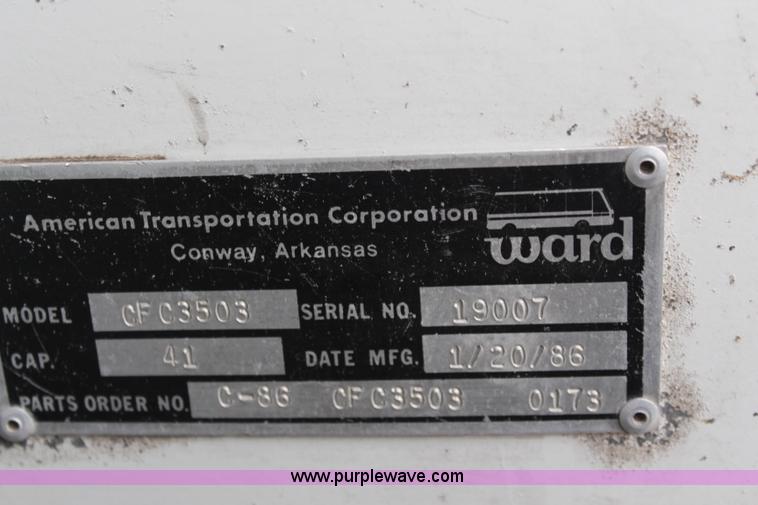 American Transportation Corporation ward
Conway, Arkansas
MODEL CFC3503 SERIAL NO. 19007
CAP. 41 DATE MFG. 1/20/86
PARTS ORDER NO. C-86 CFC3503 0173
www.purplewave.com